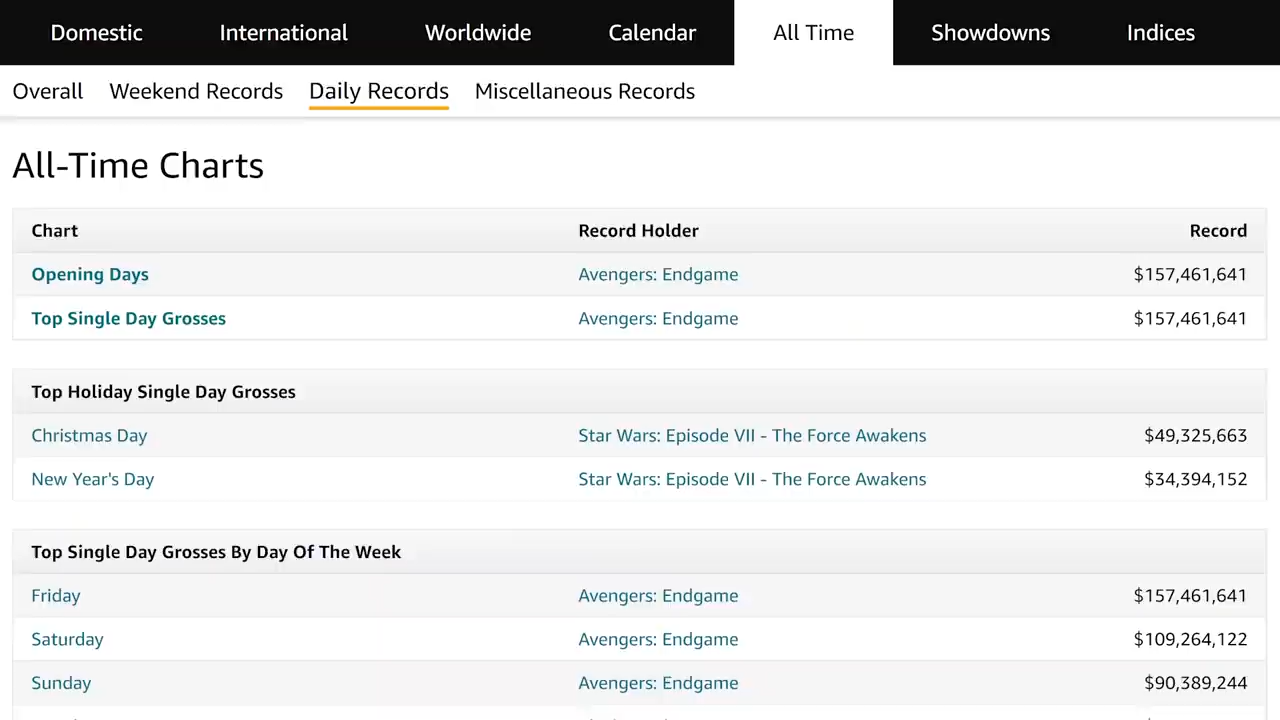 Domestic International Worldwide Calendar All Time Showdowns Indices
Overall Weekend Records Daily Records Miscellaneous Records
All-Time Charts
Chart Record Holder Record
Opening Days Avengers: Endgame $157,461,641
Top Single Day Grosses Avengers: Endgame $157,461,641
Top Holiday Single Day Grosses
Christmas Day Star Wars: Episode VII - The Force Awakens $49,325,663
New Year's Day Star Wars: Episode VII - The Force Awakens $34,394,152
Top Single Day Grosses By Day Of The Week
Friday Avengers: Endgame $157,461,641
Saturday Avengers: Endgame $109,264,122
Sunday Avengers: Endgame $90,389,244